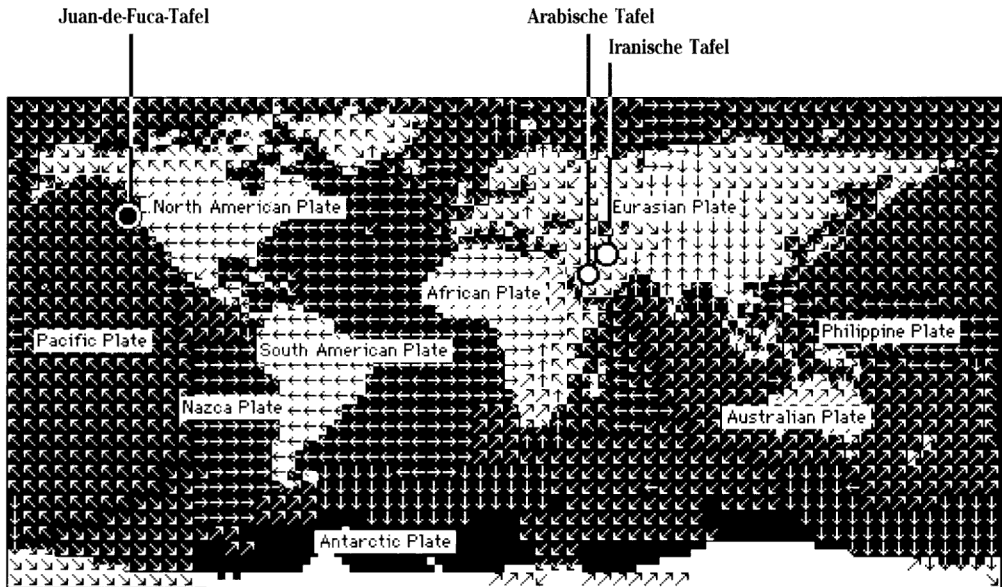 Juan-de-Fuca-Tafel
Arabische Tafel
Iranische Tafel
North American Plate
Eurasian Plate
African Plate
Pacific Plate
South American Plate
Philippine Plate
Nazca Plate
Australian Plate
Antarctic Plate